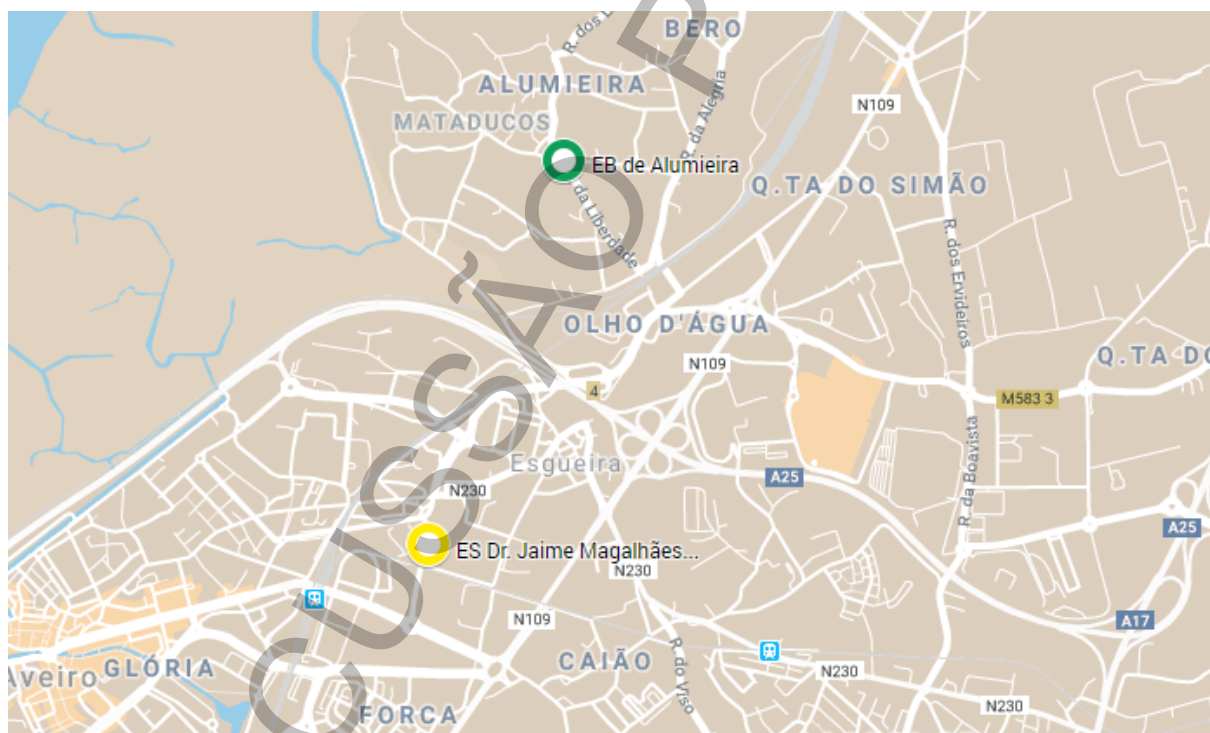 BERO
R. dos
ALUMIEIRA
N109
R. da Alegria
MATADUCOS
EB de Alumieira
Q.TA DO SIMÃO
da Liberdade
R. dos Ervideiros
OLHO D'ÁGUA
N109
Q.TA DO
4
M583 3
Esgueira
R. da Boavista
A25
N230
A25
ES Dr. Jaime Magalhães...
N230
N109
A17
CAIÃO
R. do Viso
N230
Aveiro
GLÓRIA
N230
FORCA
CUSSÃO P